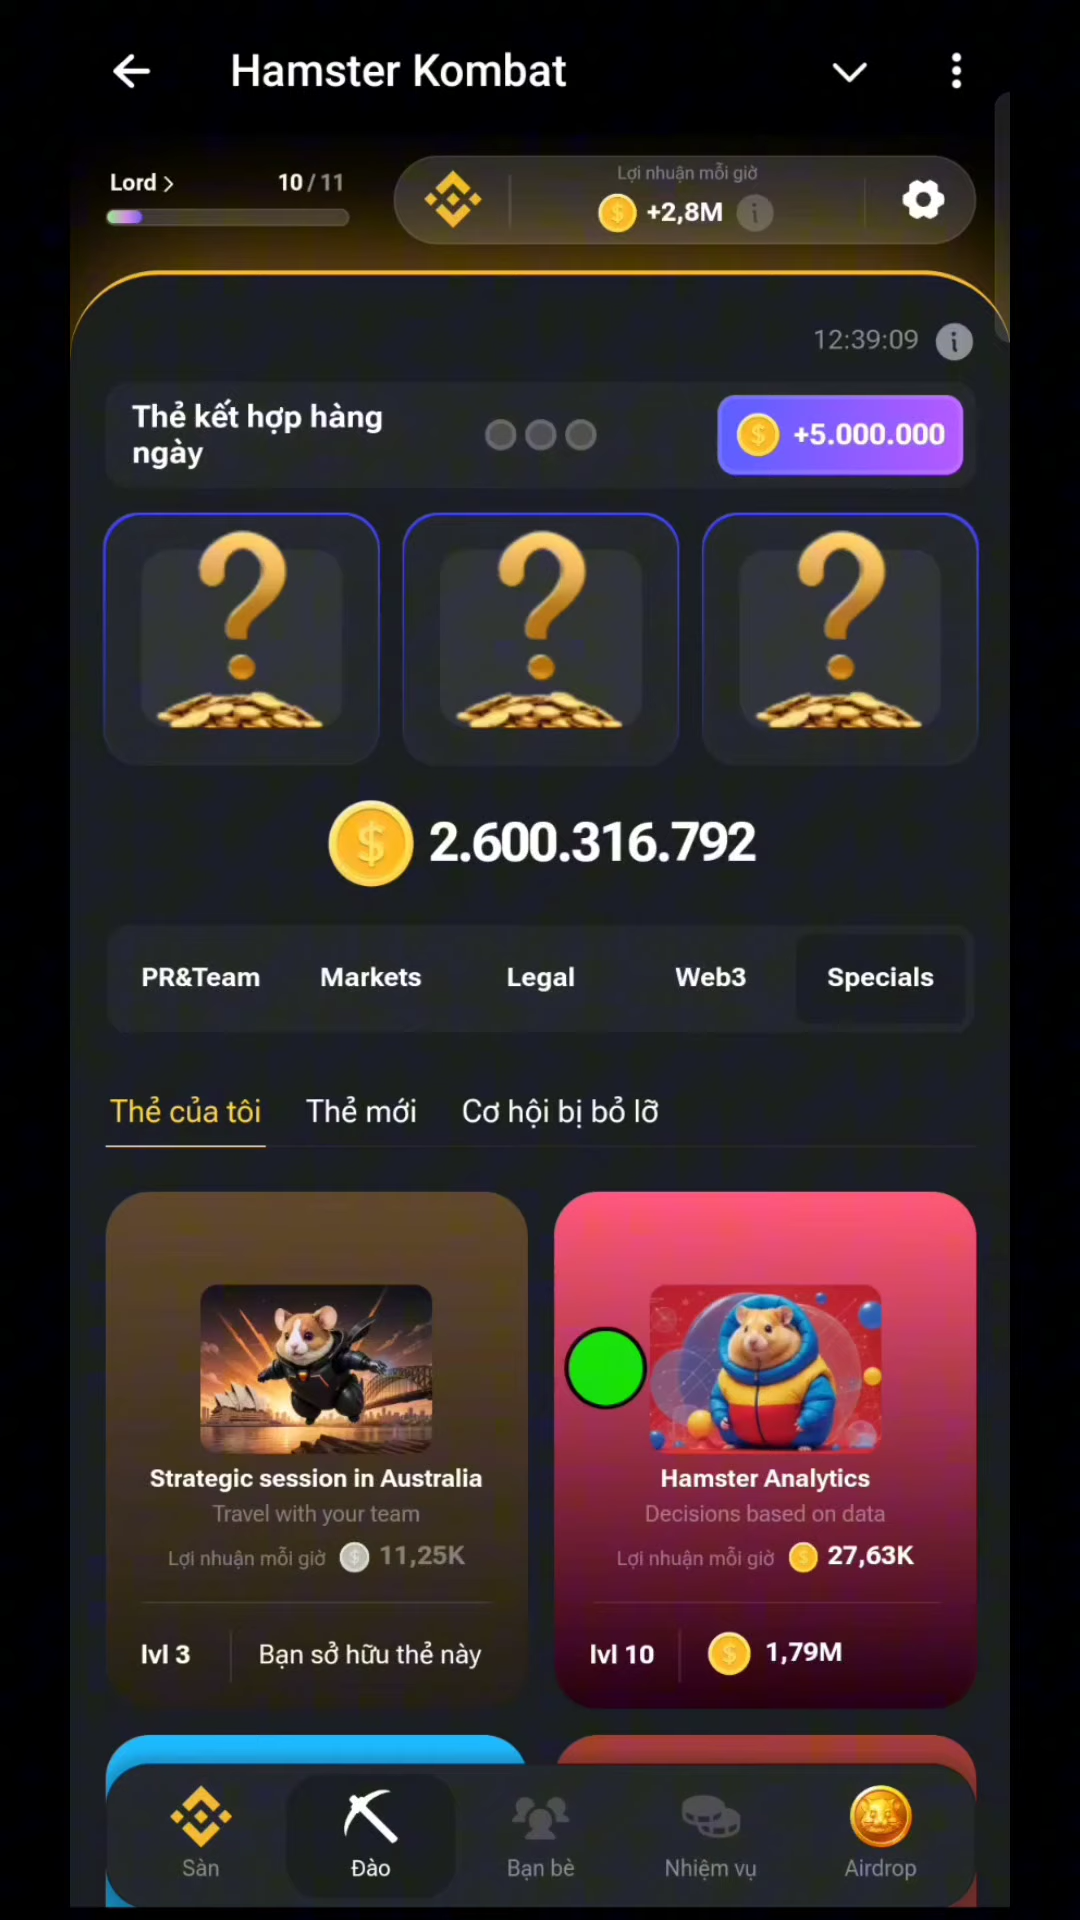 Hamster Kombat
Lord
10/11
Lợi nhuận mỗi giờ
+2,8M
12:39:09
Thẻ kết hợp hàng
ngày
+5.000.000
2.600.316.792
PR&Team Markets Legal Web3 Specials
Thẻ của tôi Thẻ mới Cơ hội bị bỏ lỡ
Strategic session in Australia
Travel with your team
Lợi nhuận mỗi giờ 11,25K
lvl 3 Bạn sở hữu thẻ này
Hamster Analytics
Decisions based on data
Lợi nhuận mỗi giờ 27,63K
lvl 10 1,79M
Sàn Đào Bạn bè Nhiệm vụ Airdrop